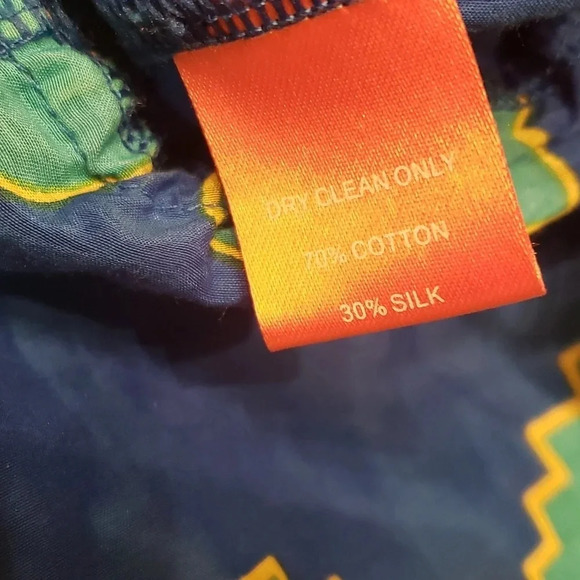 DRY CLEAN ONLY
70% COTTON
30% SILK